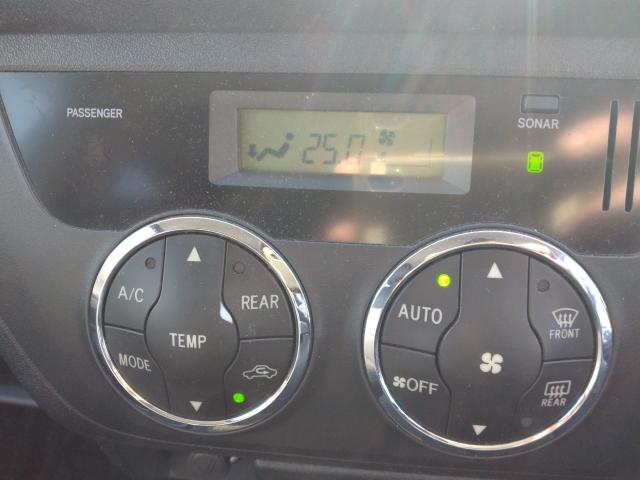 PASSENGER
25.0
SONAR
A/C
REAR
TEMP
MODE
AUTO
FRONT
OFF
REAR